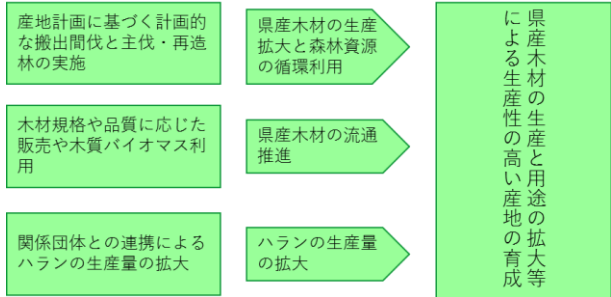 産地計画に基づく計画的
な搬出間伐と主伐・再造
林の実施
県産木材の生産
拡大と森林資源
の循環利用
木材規格や品質に応じた
販売や木質バイオマス利
用
県産木材の流通
推進
関係団体との連携による
ハランの生産量の拡大
ハランの生産量
の拡大
県産木材の生産と用途の拡大等
による生産性の高い産地の育成